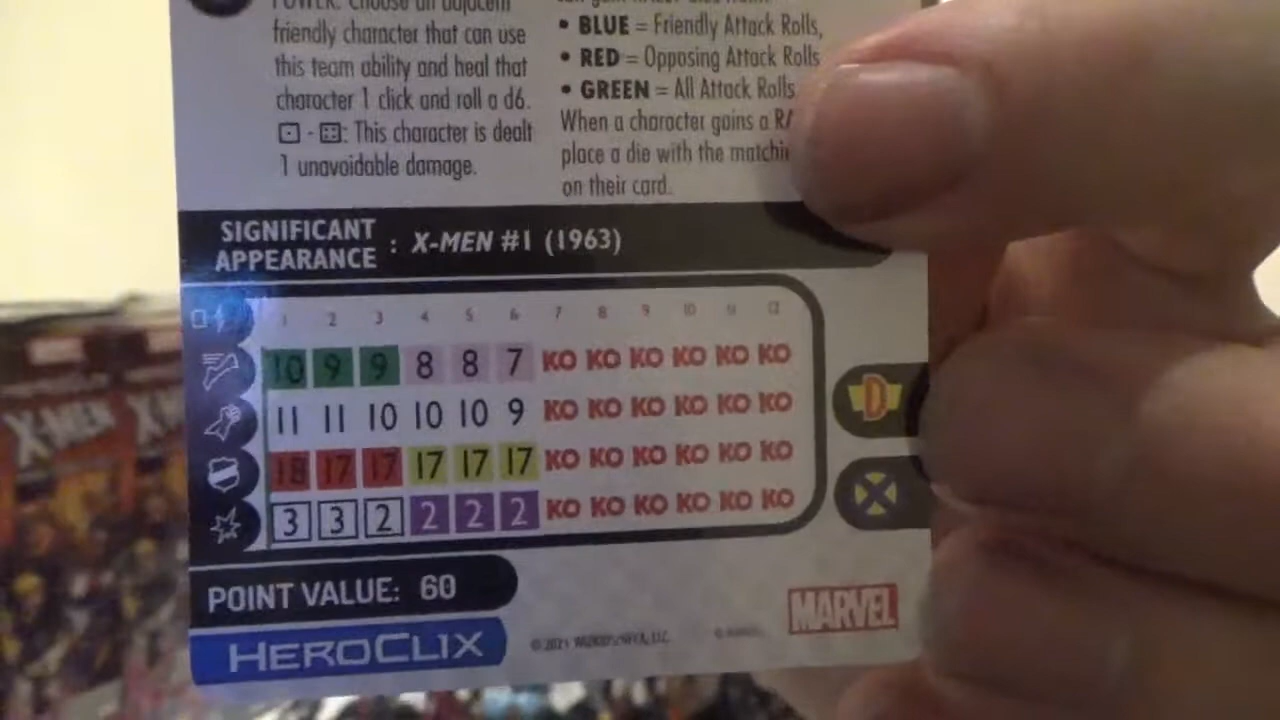 friendly character that can use
this team ability and heal that
character 1 click and roll a d6.
⚀ - ⚃: This character is dealt
1 unavoidable damage.
• BLUE = Friendly Attack Rolls,
• RED = Opposing Attack Rolls
• GREEN = All Attack Rolls
When a character gains a
place a die with the
on their card.
SIGNIFICANT APPEARANCE : X-MEN #1 (1963)
1 2 3 4 5 6 7 8 9 10 11 12
10 9 9 8 8 7 KO KO KO KO KO KO
11 11 10 10 10 9 KO KO KO KO KO KO
18 17 17 17 17 17 KO KO KO KO KO KO
3 3 2 2 2 2 KO KO KO KO KO KO
D
X
POINT VALUE: 60
HEROCLIX
MARVEL
X-MEN